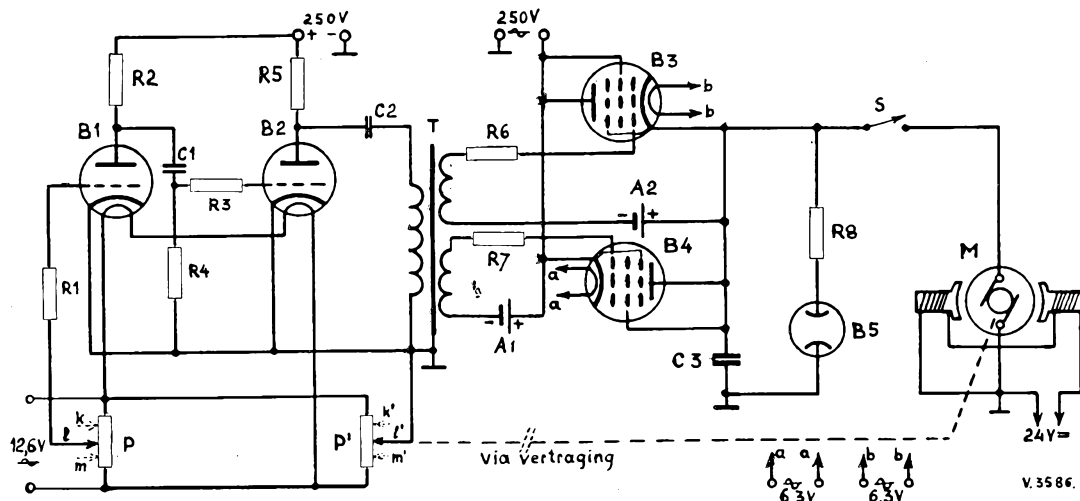 250V
+ -
250V
R2
R5
B3
b
b
B1
B2
C2
T
S
C1
R6
R3
A2
- +
R8
M
R7
B4
a
a
R1
R4
B5
- +
A1
C3
k
k'
l
P
P'
l'
12,6V
m
m'
via vertraging
24V=
a a b b
6,3V
6,3V
V.3586.